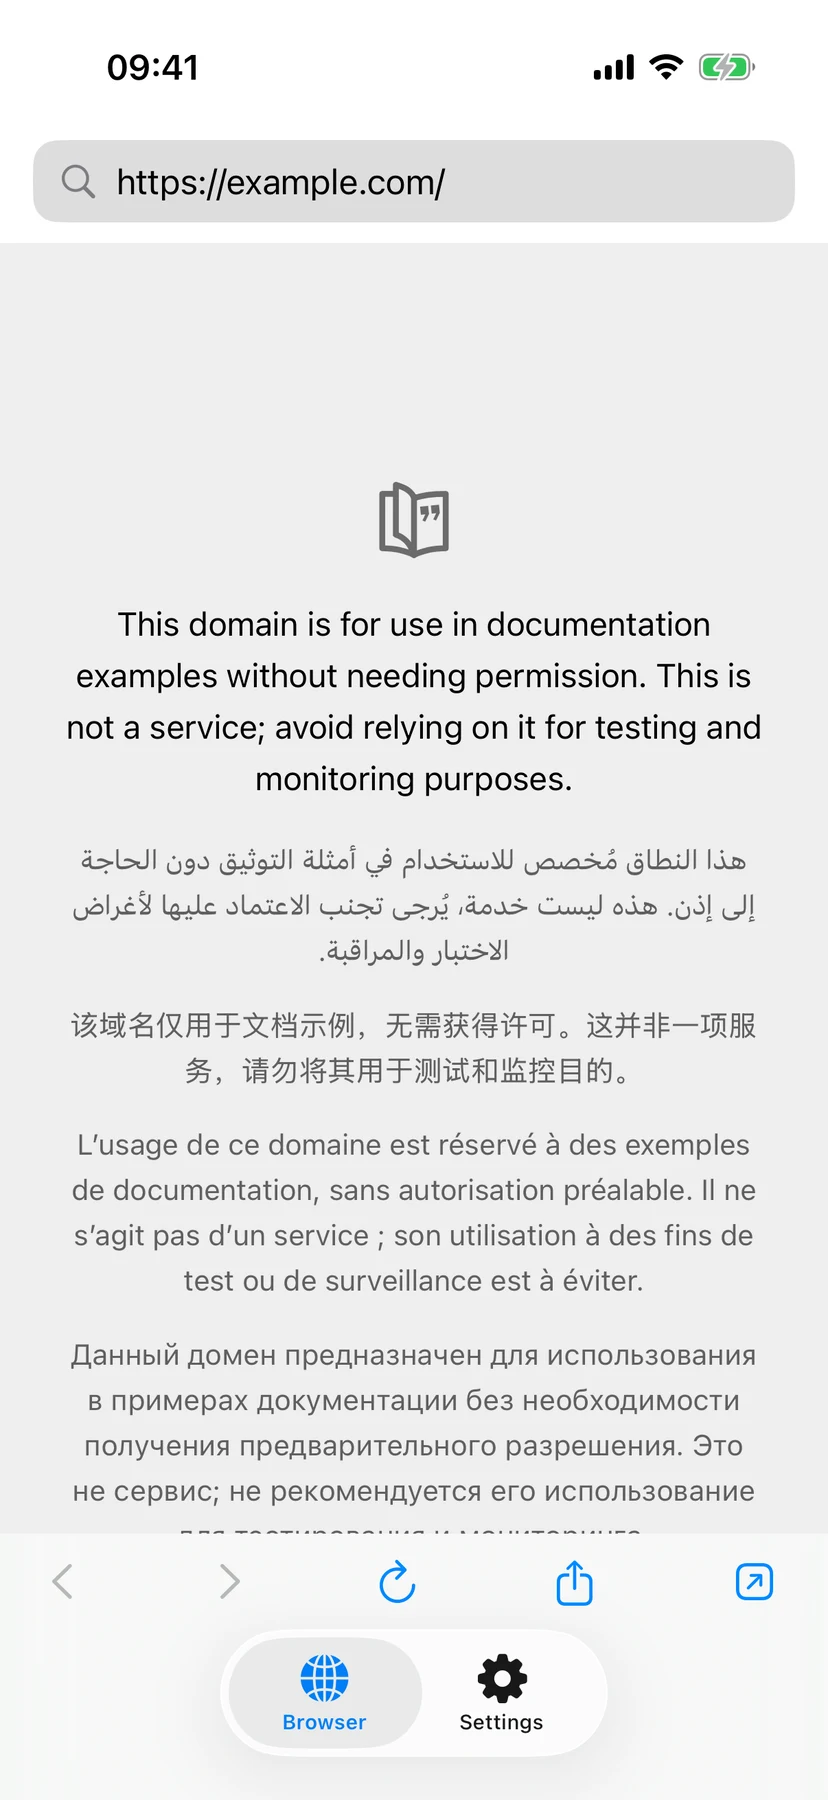 09:41
https://example.com/
This domain is for use in documentation
examples without needing permission. This is
not a service; avoid relying on it for testing and
monitoring purposes.
هذا النطاق مُخصص للاستخدام في أمثلة التوثيق دون الحاجة
إلى إذن. هذه ليست خدمة، يُرجى تجنب الاعتماد عليها لأغراض
الاختبار والمراقبة.
该域名仅用于文档示例，无需获得许可。这并非一项服
务，请勿将其用于测试和监控目的。
L’usage de ce domaine est réservé à des exemples
de documentation, sans autorisation préalable. Il ne
s’agit pas d’un service ; son utilisation à des fins de
test ou de surveillance est à éviter.
Данный домен предназначен для использования
в примерах документации без необходимости
получения предварительного разрешения. Это
не сервис; не рекомендуется его использование
для тестирования и мониторинга
Browser
Settings